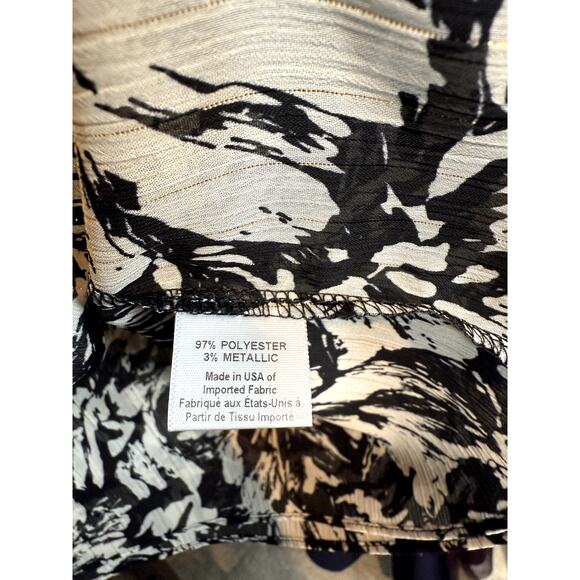 97% POLYESTER
3% METALLIC
Made in USA of
Imported Fabric
Fabriqué aux États-Unis à
Partir de Tissu Importé